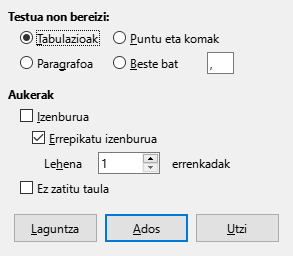 Testua non bereizi:
Tabulazioak Puntu eta komak
Paragrafoa Beste bat ,
Aukerak
Izenburua
Errepikatu izenburua
Lehena 1 errenkadak
Ez zatitu taula
Laguntza Ados Utzi